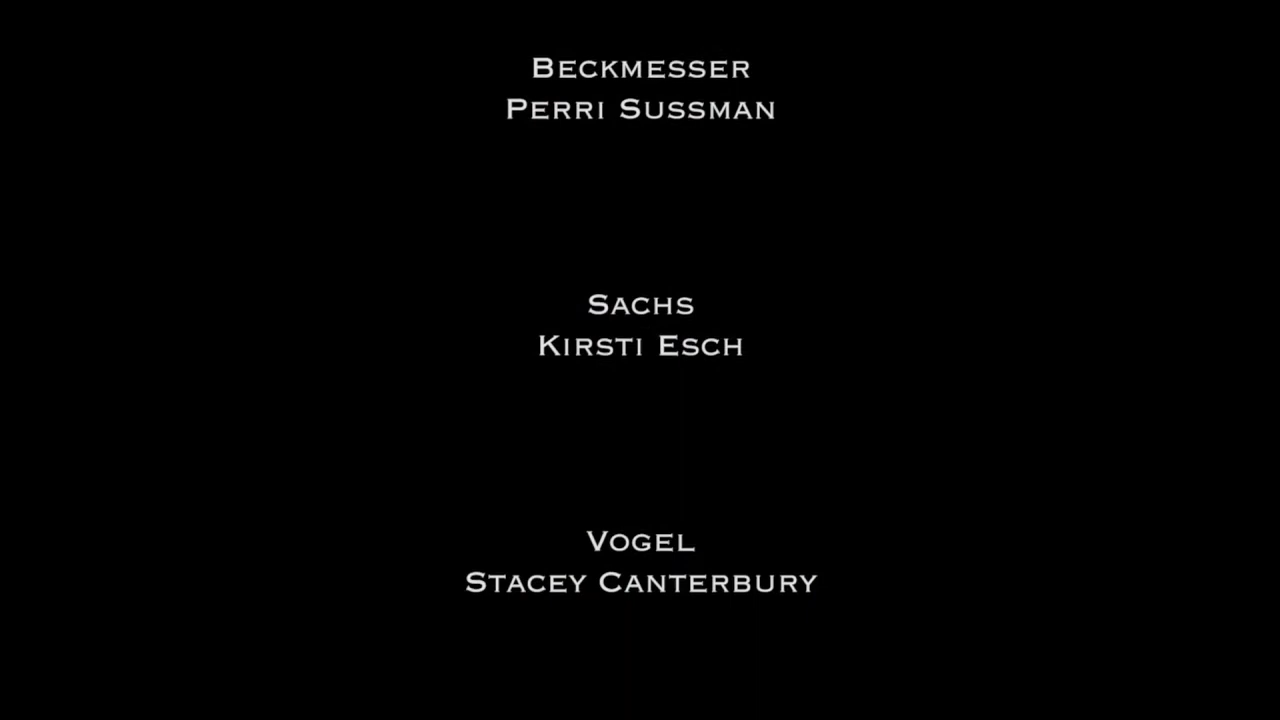 Beckmesser
Perri Sussman
Sachs
Kirsti Esch
Vogel
Stacey Canterbury